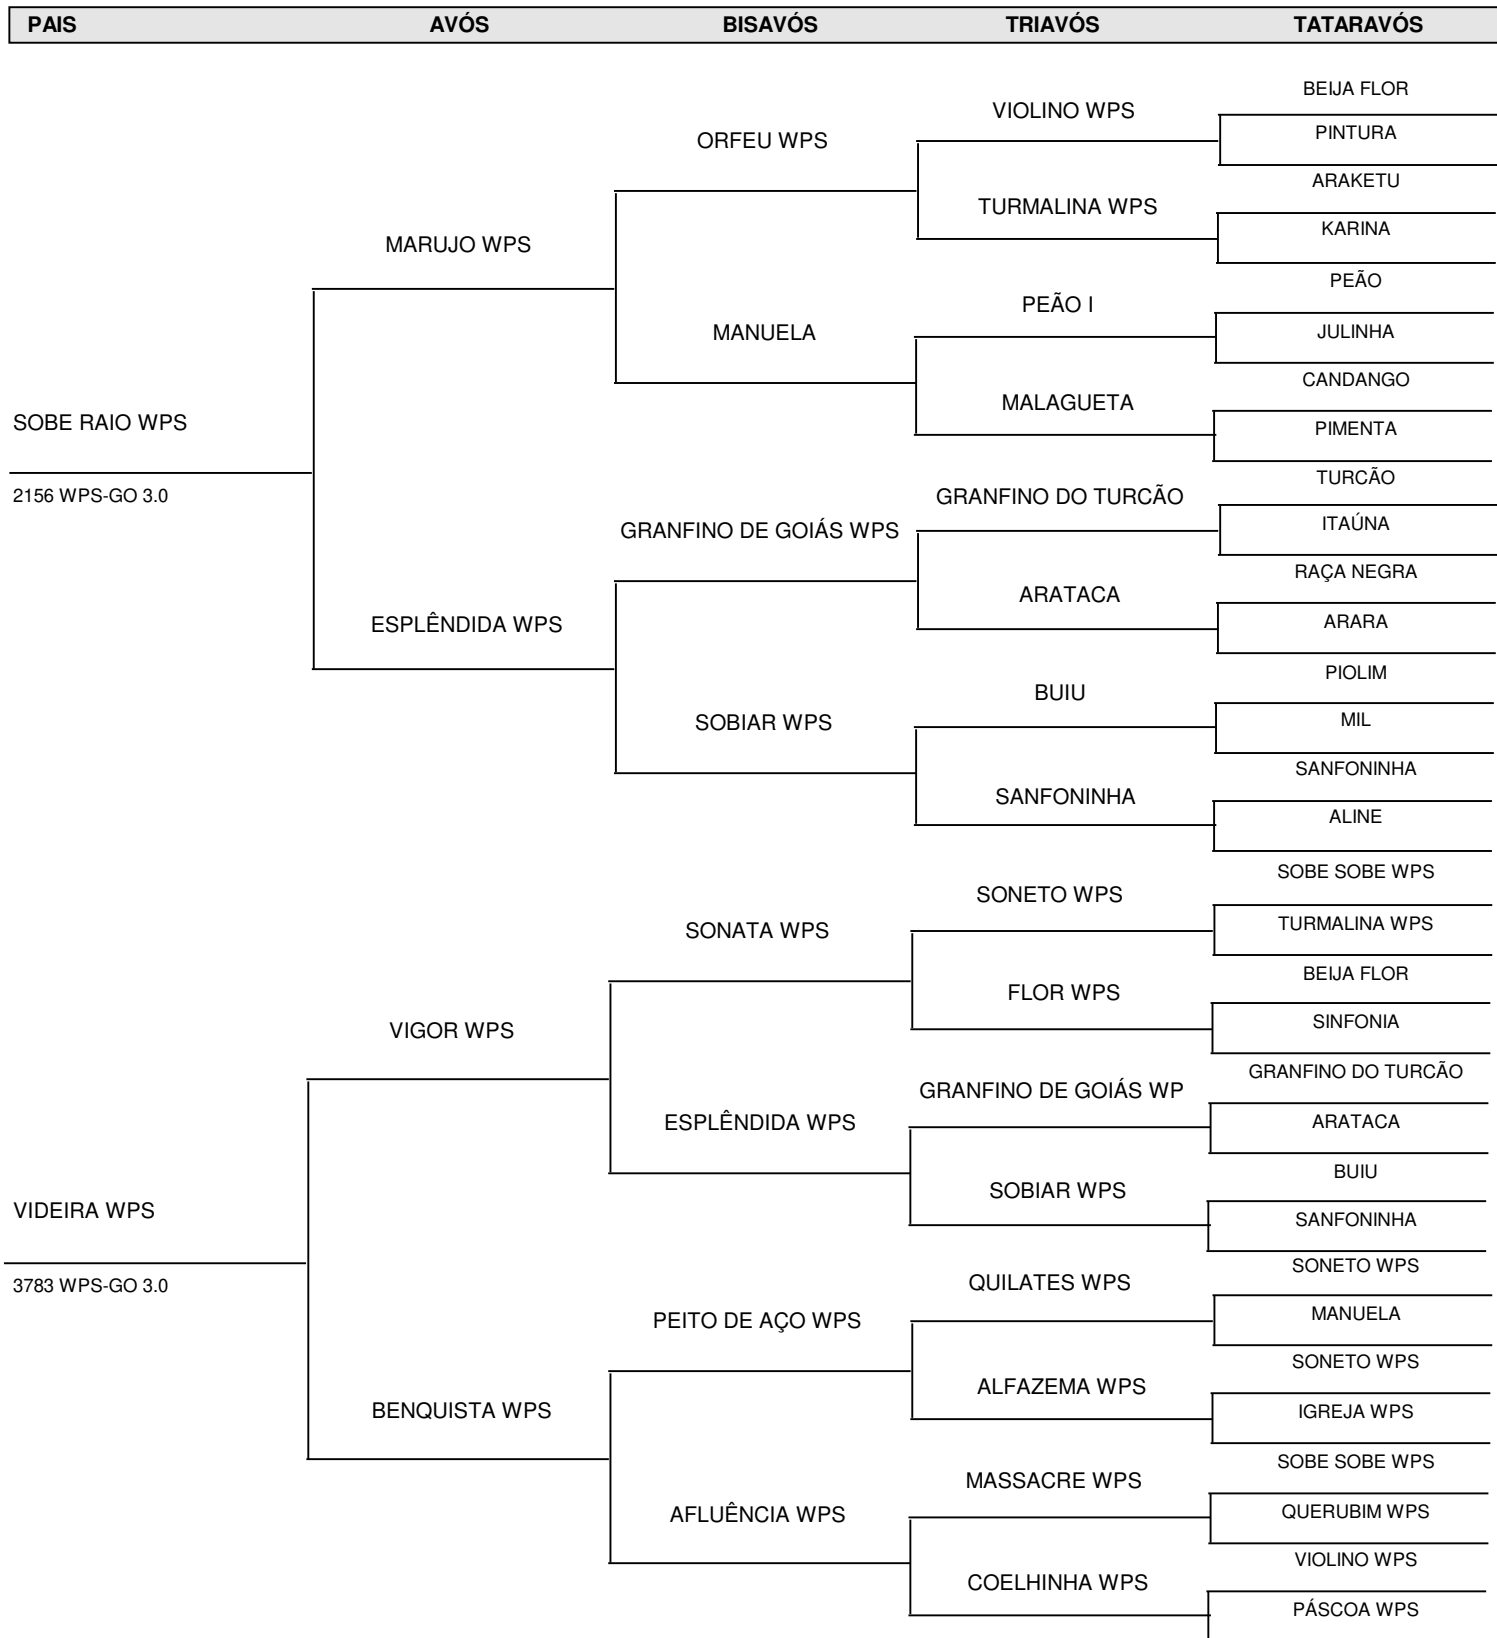 PAIS AVÓS BISAVÓS TRIAVÓS TATARAVÓS
BEIJA FLOR
VIOLINO WPS
PINTURA
ORFEU WPS
ARAKETU
TURMALINA WPS
KARINA
MARUJO WPS
PEÃO
PEÃO I
MANUELA
JULINHA
CANDANGO
MALAGUETA
SOBE RAIO WPS
PIMENTA
TURCÃO
2156 WPS-GO 3.0
GRANFINO DO TURCÃO
ITAÚNA
GRANFINO DE GOIÁS WPS
RAÇA NEGRA
ARATACA
ESPLÊNDIDA WPS
ARARA
PIOLIM
BUIU
SOBIAR WPS
MIL
SANFONINHA
SANFONINHA
ALINE
SOBE SOBE WPS
SONETO WPS
TURMALINA WPS
SONATA WPS
BEIJA FLOR
FLOR WPS
SINFONIA
VIGOR WPS
GRANFINO DO TURCÃO
GRANFINO DE GOIÁS WP
ESPLÊNDIDA WPS
ARATACA
BUIU
SOBIAR WPS
VIDEIRA WPS
SANFONINHA
SONETO WPS
3783 WPS-GO 3.0
QUILATES WPS
MANUELA
PEITO DE AÇO WPS
SONETO WPS
ALFAZEMA WPS
BENQUISTA WPS
IGREJA WPS
SOBE SOBE WPS
MASSACRE WPS
AFLUÊNCIA WPS
QUERUBIM WPS
VIOLINO WPS
COELHINHA WPS
PÁSCOA WPS